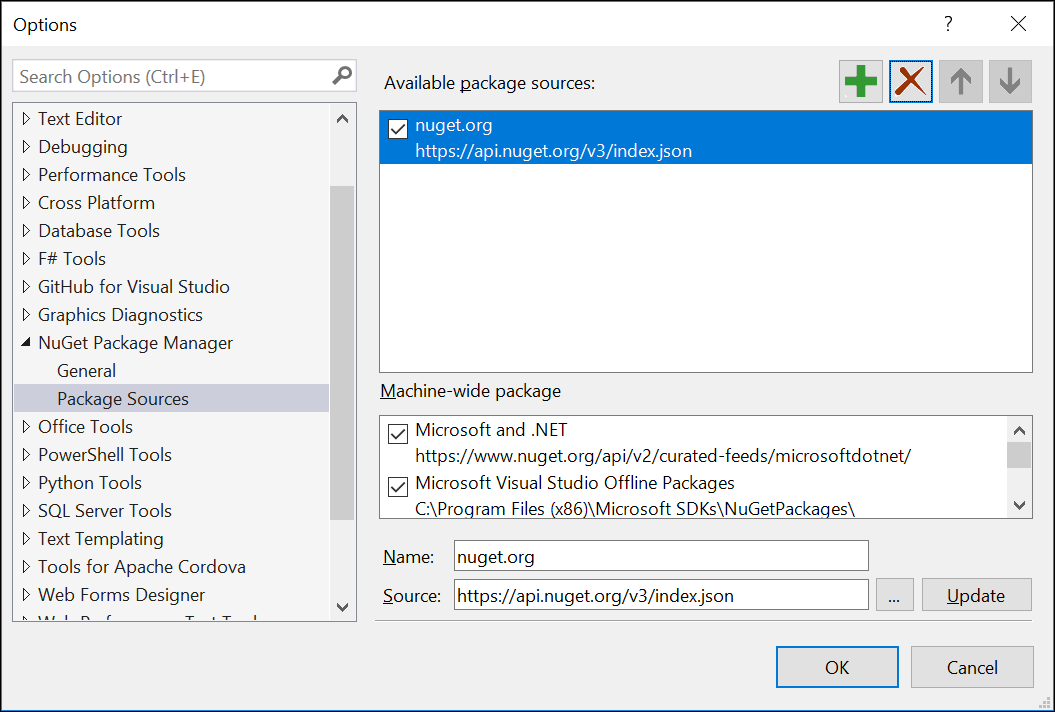 Options
?
Search Options (Ctrl+E)
Text Editor
Debugging
Performance Tools
Cross Platform
Database Tools
F# Tools
GitHub for Visual Studio
Graphics Diagnostics
NuGet Package Manager
General
Package Sources
Office Tools
PowerShell Tools
Python Tools
SQL Server Tools
Text Templating
Tools for Apache Cordova
Web Forms Designer
Available package sources:
nuget.org
https://api.nuget.org/v3/index.json
Machine-wide package
Microsoft and .NET
https://www.nuget.org/api/v2/curated-feeds/microsoftdotnet/
Microsoft Visual Studio Offline Packages
C:\Program Files (x86)\Microsoft SDKs\NuGetPackages\
Name: nuget.org
Source: https://api.nuget.org/v3/index.json ... Update
OK Cancel